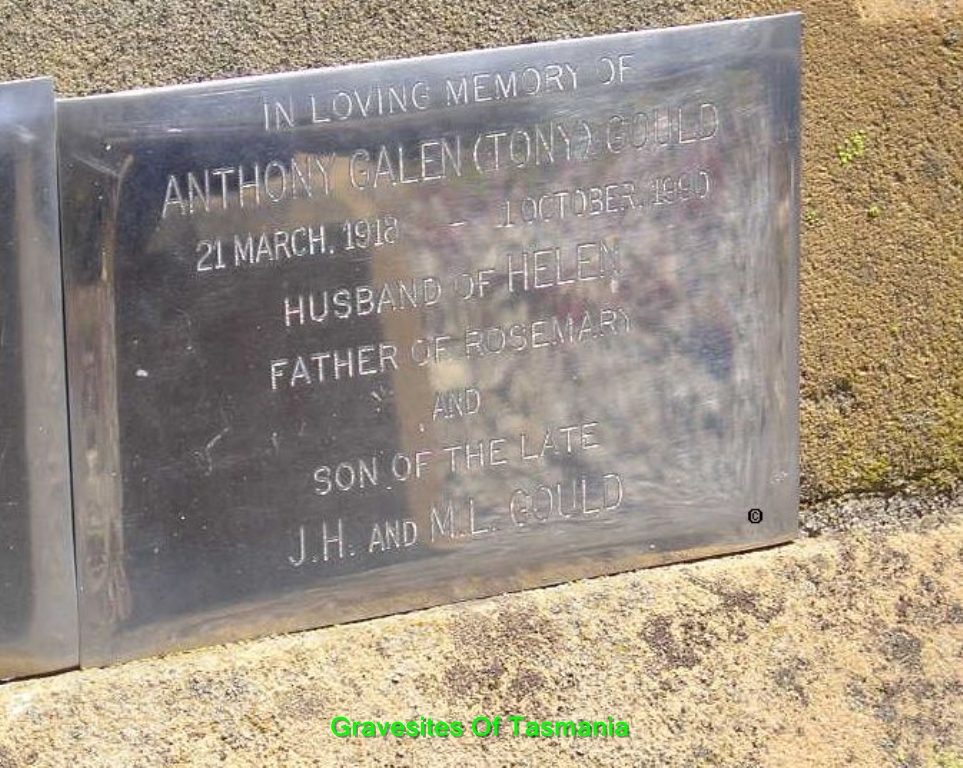 IN LOVING MEMORY OF
ANTHONY GALEN (TONY) GOULD
21 MARCH, 1918 - 1 OCTOBER, 1990
HUSBAND OF HELEN
FATHER OF ROSEMARY
AND
SON OF THE LATE
J.H. AND M.L. GOULD
©
Gravesites Of Tasmania